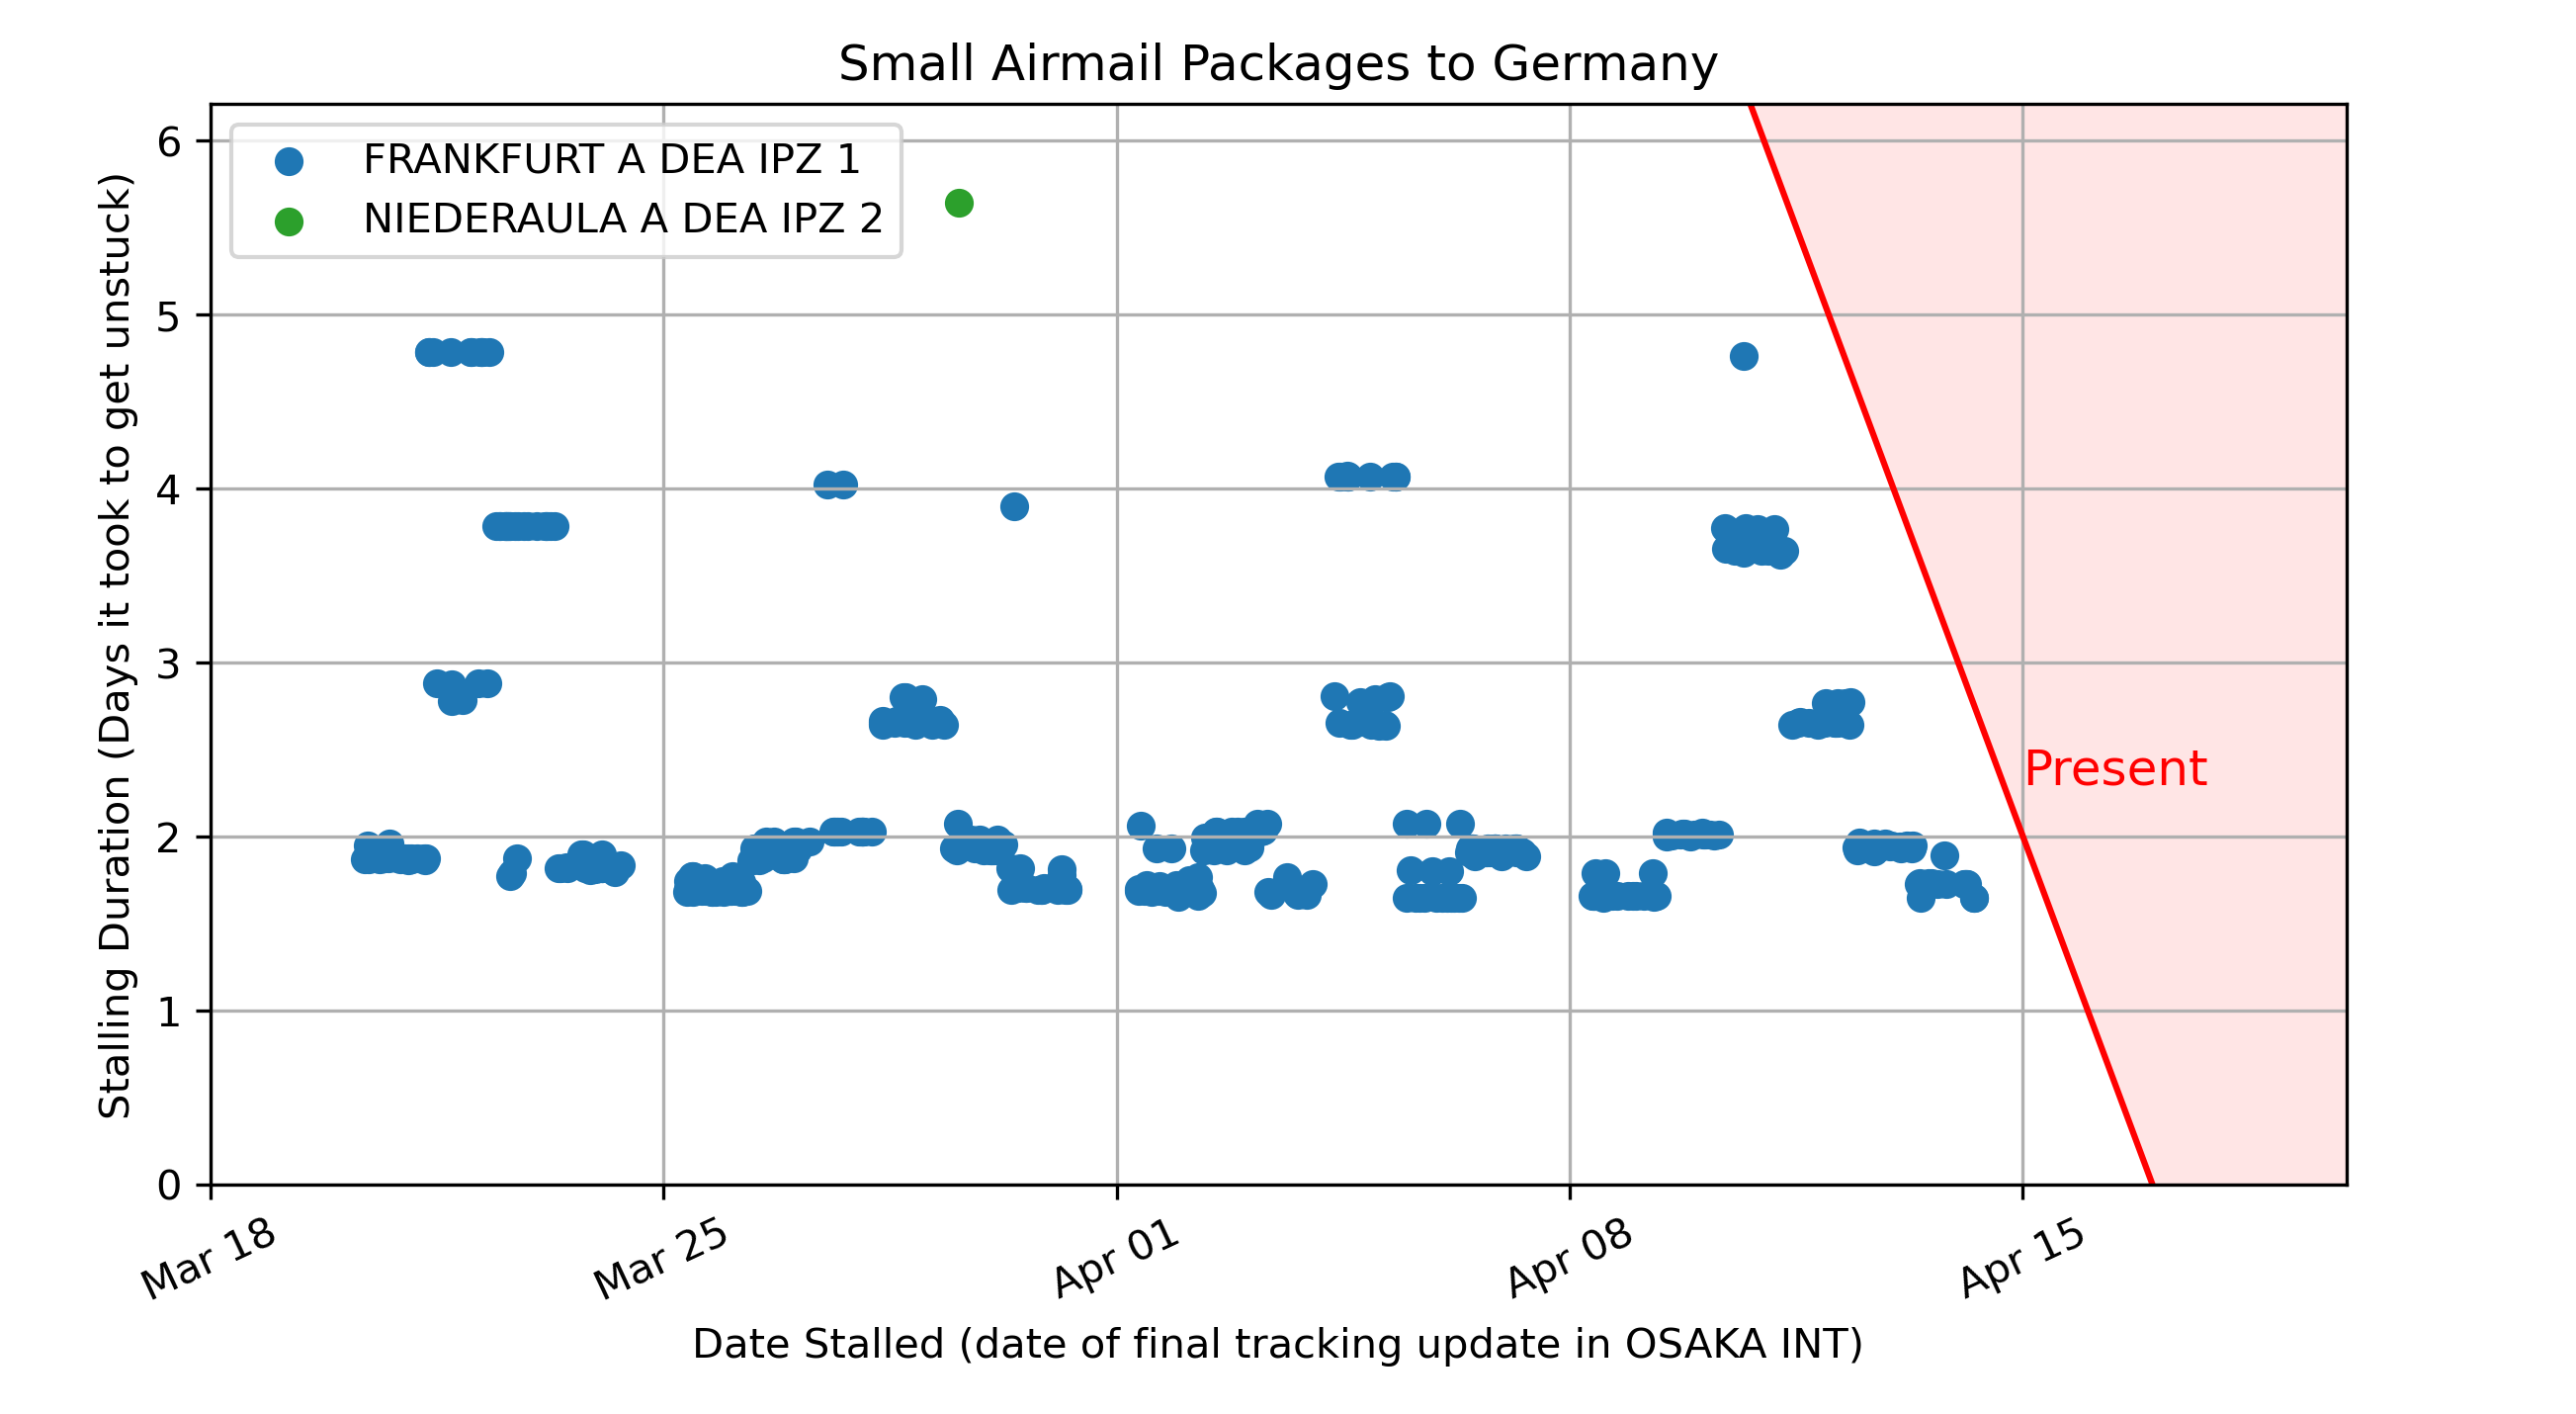 Small Airmail Packages to Germany
FRANKFURT A DEA IPZ 1
NIEDERAULA A DEA IPZ 2
Stalling Duration (Days it took to get unstuck)
6
5
4
3
2
1
0
Present
Mar 18
Mar 25
Apr 01
Apr 08
Apr 15
Date Stalled (date of final tracking update in OSAKA INT)